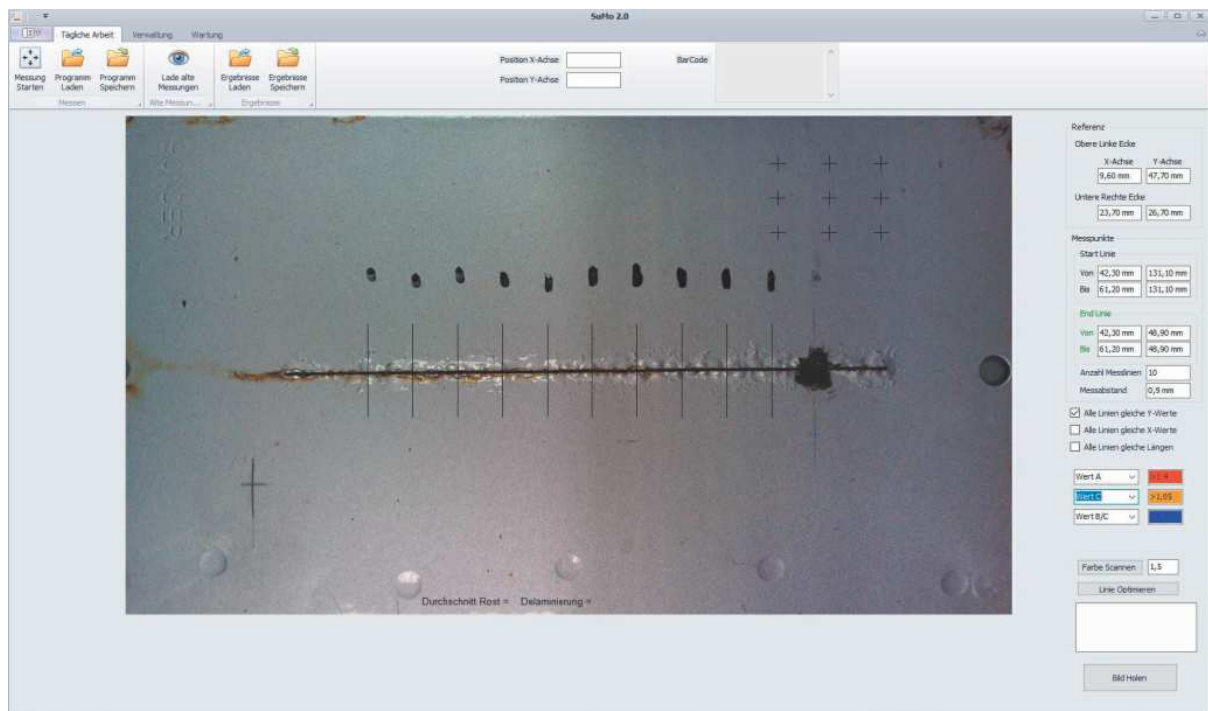 SuMo 2.0
Tägliche Arbeit Verwaltung Wartung
Messung Starten
Programm Laden
Programm Speichern
Lade alte Messungen
Ergebnisse Laden
Ergebnisse Speichern
Messen
Alte Messun...
Ergebnisse
Position X-Achse
Position Y-Achse
BarCode
Durchschnitt Rost = Delaminierung =
Referenz
Obere Linke Ecke
X-Achse Y-Achse
9,60 mm 47,70 mm
Untere Rechte Ecke
23,70 mm 26,70 mm
Messpunkte
Start Linie
Von 42,30 mm 131,10 mm
Bis 61,20 mm 131,10 mm
End Linie
Von 42,30 mm 48,90 mm
Bis 61,20 mm 48,90 mm
Anzahl Messlinien 10
Messabstand 0,9 mm
Alle Linien gleiche Y-Werte
Alle Linien gleiche X-Werte
Alle Linien gleiche Längen
Wert A
Wert C >1,05
Wert B/C
Farbe Scannen 1,5
Linie Optimieren
Bild Holen